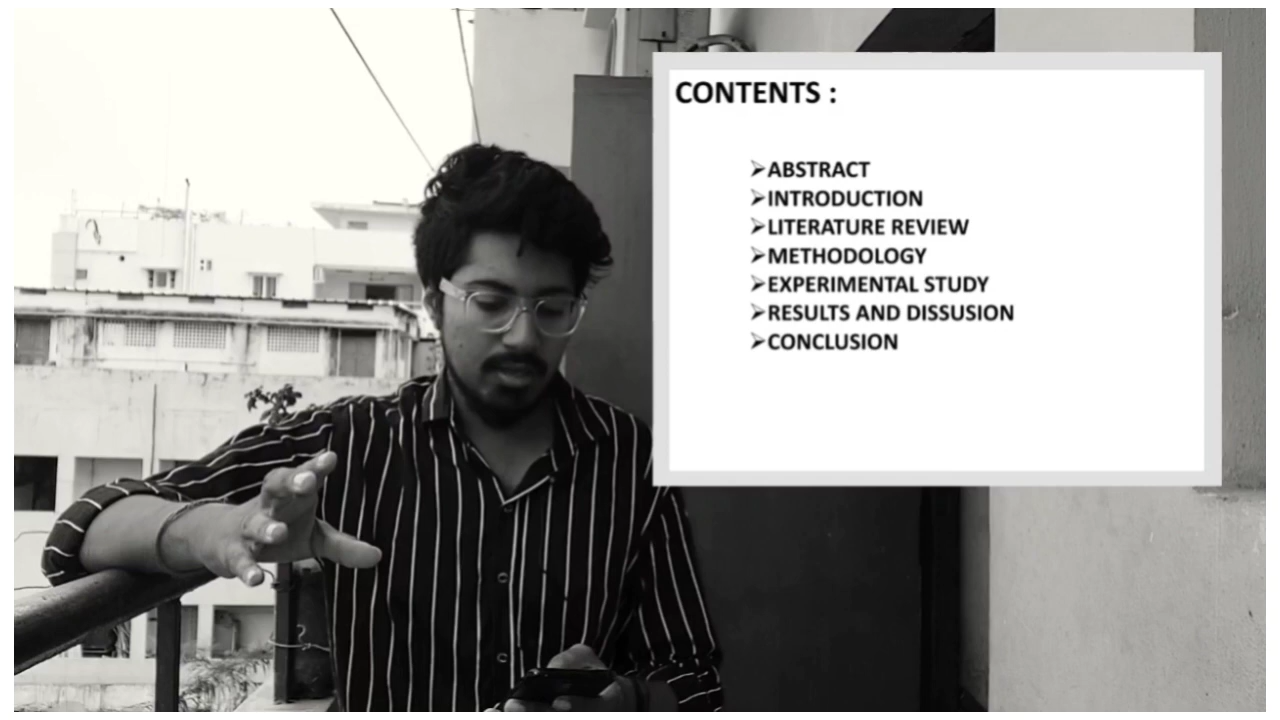 CONTENTS :
➢ABSTRACT
➢INTRODUCTION
➢LITERATURE REVIEW
➢METHODOLOGY
➢EXPERIMENTAL STUDY
➢RESULTS AND DISSUSION
➢CONCLUSION